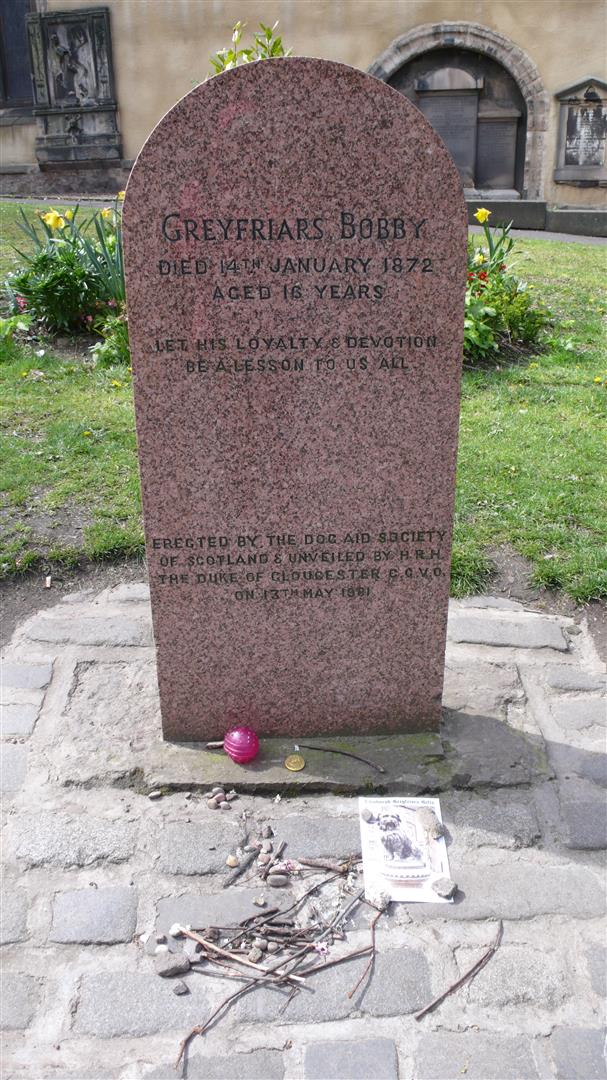 GREYFRIARS BOBBY
DIED 14TH JANUARY 1872
AGED 16 YEARS
LET HIS LOYALTY & DEVOTION
BE A LESSON TO US ALL
ERECTED BY THE DOG AID SOCIETY
OF SCOTLAND & UNVEILED BY H.R.H.
THE DUKE OF GLOUCESTER G.C.V.O.
ON 13TH MAY 1981